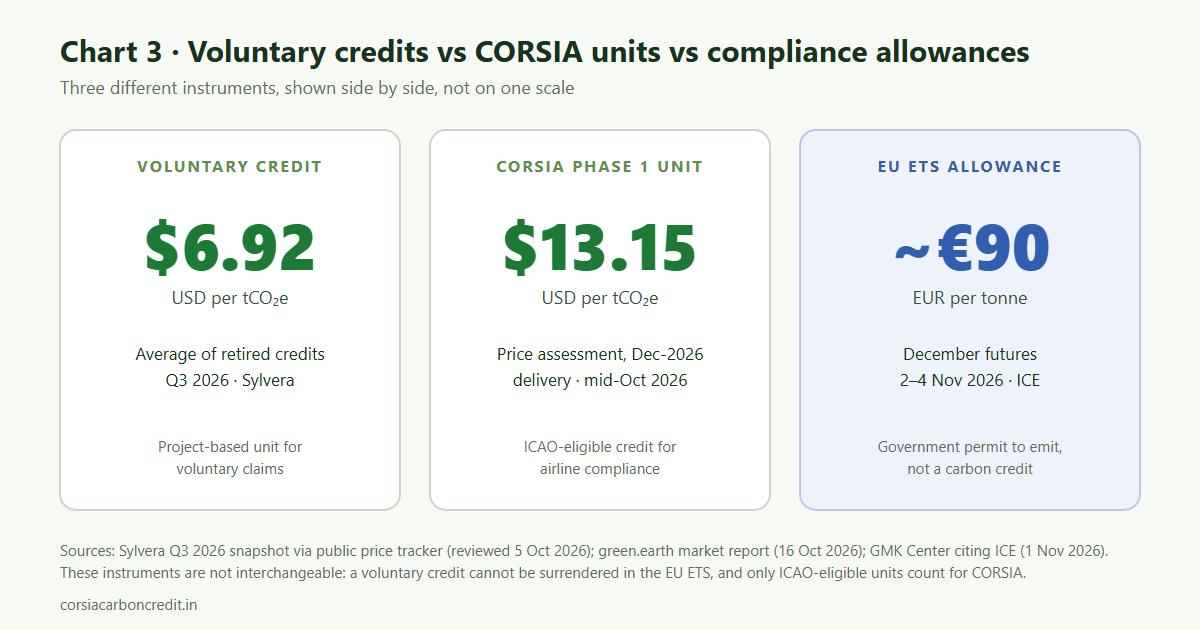 Chart 3 · Voluntary credits vs CORSIA units vs compliance allowances
Three different instruments, shown side by side, not on one scale
VOLUNTARY CREDIT
$6.92
USD per tCO₂e
Average of retired credits
Q3 2026 · Sylvera
Project-based unit for
voluntary claims
CORSIA PHASE 1 UNIT
$13.15
USD per tCO₂e
Price assessment, Dec-2026
delivery · mid-Oct 2026
ICAO-eligible credit for
airline compliance
EU ETS ALLOWANCE
~€90
EUR per tonne
December futures
2–4 Nov 2026 · ICE
Government permit to emit,
not a carbon credit
Sources: Sylvera Q3 2026 snapshot via public price tracker (reviewed 5 Oct 2026); green.earth market report (16 Oct 2026); GMK Center citing ICE (1 Nov 2026).
These instruments are not interchangeable: a voluntary credit cannot be surrendered in the EU ETS, and only ICAO-eligible units count for CORSIA.
corsiacarboncredit.in